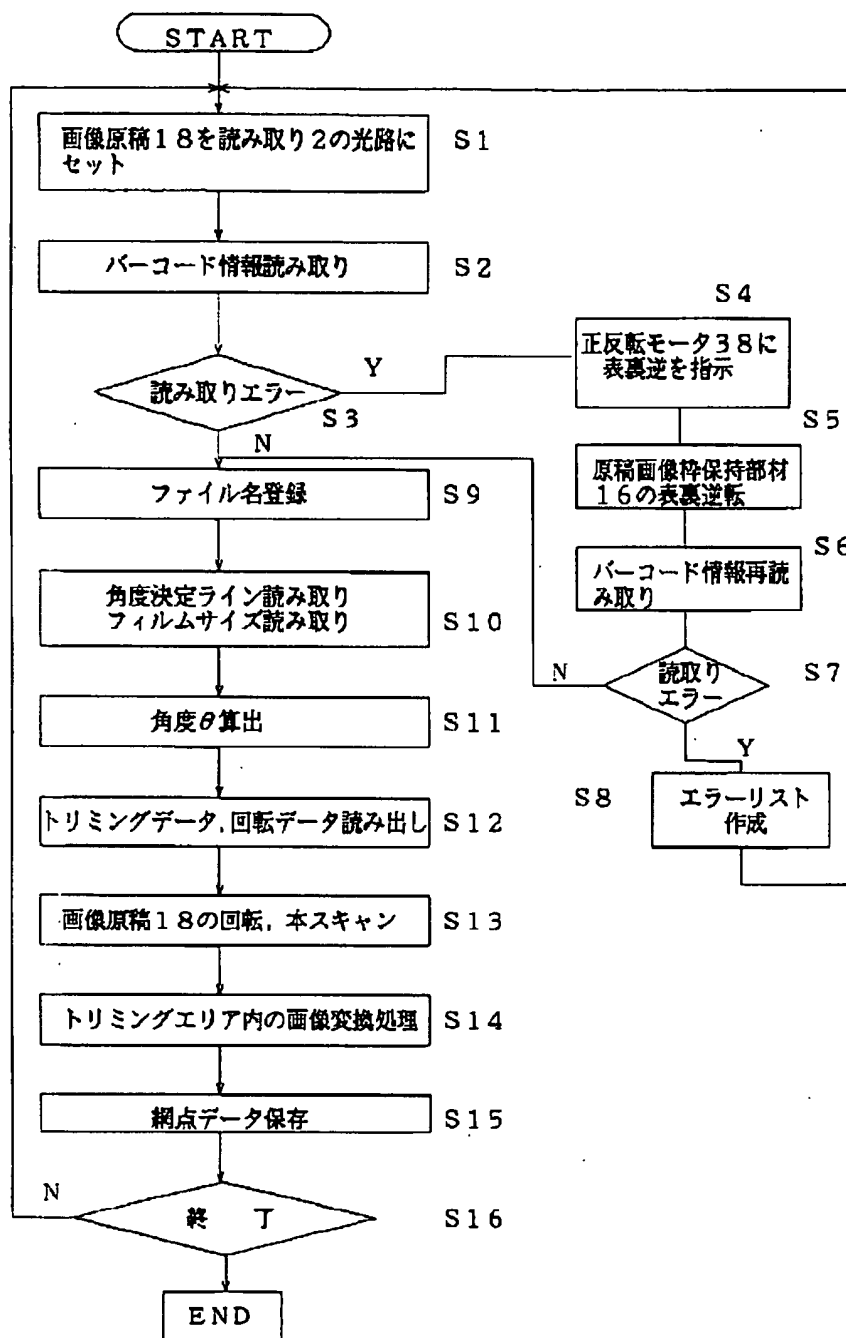 START
画像原稿18を読み取り2の光路に
セット
S1
バーコード情報読み取り
S2
読み取りエラー
S3
Y
N
S4
正反転モータ38に
表裏逆を指示
S5
原稿画像枠保持部材
16の表裏逆転
S6
バーコード情報再読
み取り
S7
読取り
エラー
N
Y
S8
エラーリスト
作成
ファイル名登録
S9
角度決定ライン読み取り
フィルムサイズ読み取り
S10
角度θ算出
S11
トリミングデータ,回転データ読み出し
S12
画像原稿18の回転,本スキャン
S13
トリミングエリア内の画像変換処理
S14
網点データ保存
S15
N
終 了
S16
END